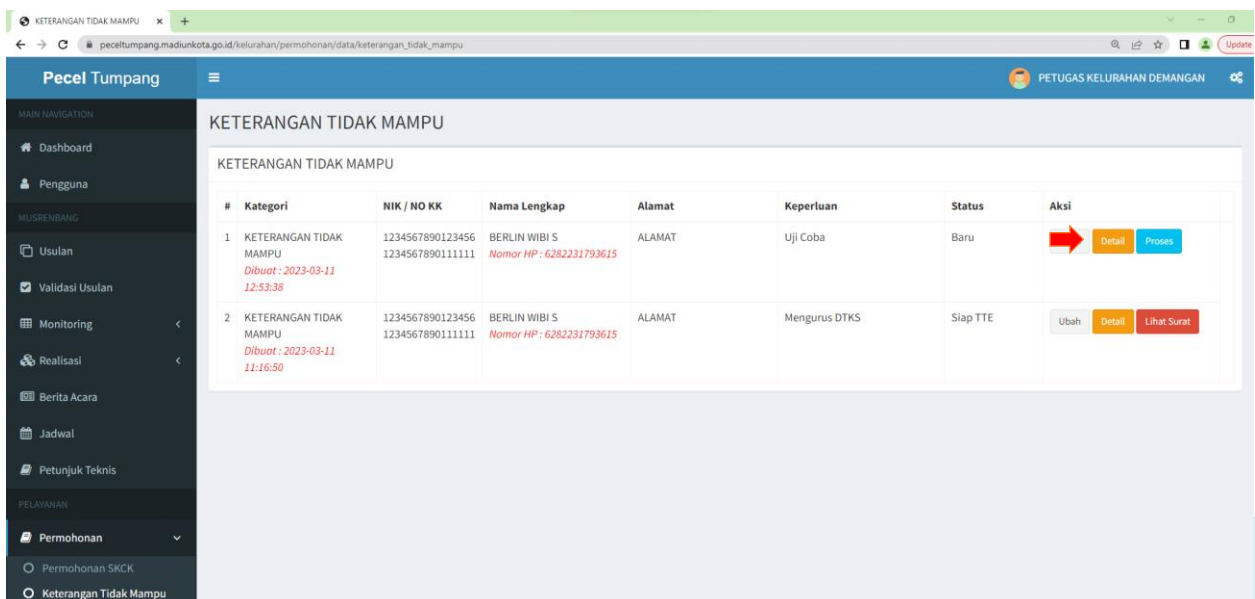 KETERANGAN TIDAK MAMPU
peceltumpang.madiunkota.go.id/kelurahan/permohonan/data/keterangan_tidak_mampu
Update
Pecel Tumpang
PETUGAS KELURAHAN DEMANGAN
MAIN NAVIGATION
Dashboard
Pengguna
MUSRENBANG
Usulan
Validasi Usulan
Monitoring
Realisasi
Berita Acara
Jadwal
Petunjuk Teknis
PELAYANAN
Permohonan
Permohonan SKCK
Keterangan Tidak Mampu
KETERANGAN TIDAK MAMPU
KETERANGAN TIDAK MAMPU
# Kategori NIK / NO KK Nama Lengkap Alamat Keperluan Status Aksi
1 KETERANGAN TIDAK 1234567890123456 BERLIN WIBI S ALAMAT Uji Coba Baru Detail Proses
MAMPU 1234567890111111 Nomor HP : 6282231793615
Dibuat : 2023-03-11
12:53:38
2 KETERANGAN TIDAK 1234567890123456 BERLIN WIBI S ALAMAT Mengurus DTKS Siap TTE Ubah Detail Lihat Surat
MAMPU 1234567890111111 Nomor HP : 6282231793615
Dibuat : 2023-03-11
11:16:50